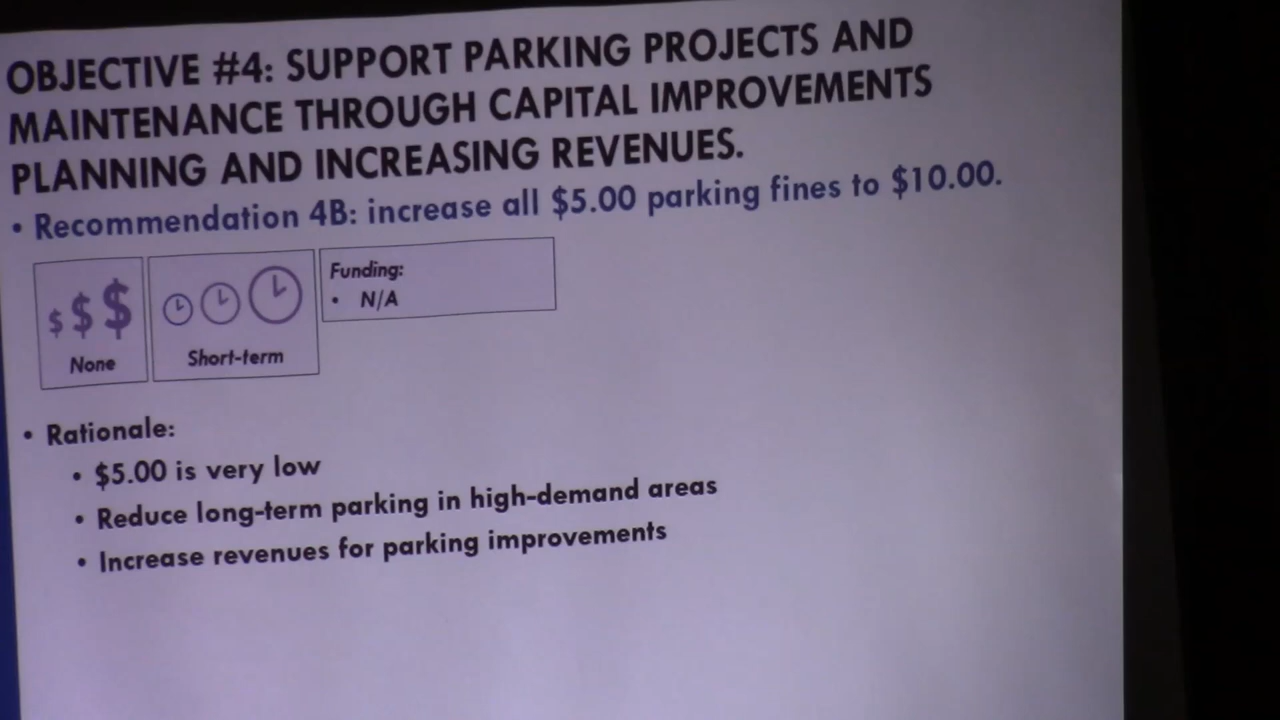 OBJECTIVE #4: SUPPORT PARKING PROJECTS AND
MAINTENANCE THROUGH CAPITAL IMPROVEMENTS
PLANNING AND INCREASING REVENUES.
• Recommendation 4B: increase all $5.00 parking fines to $10.00.
$ $ $
None
Short-term
Funding:
• N/A
• Rationale:
• $5.00 is very low
• Reduce long-term parking in high-demand areas
• Increase revenues for parking improvements